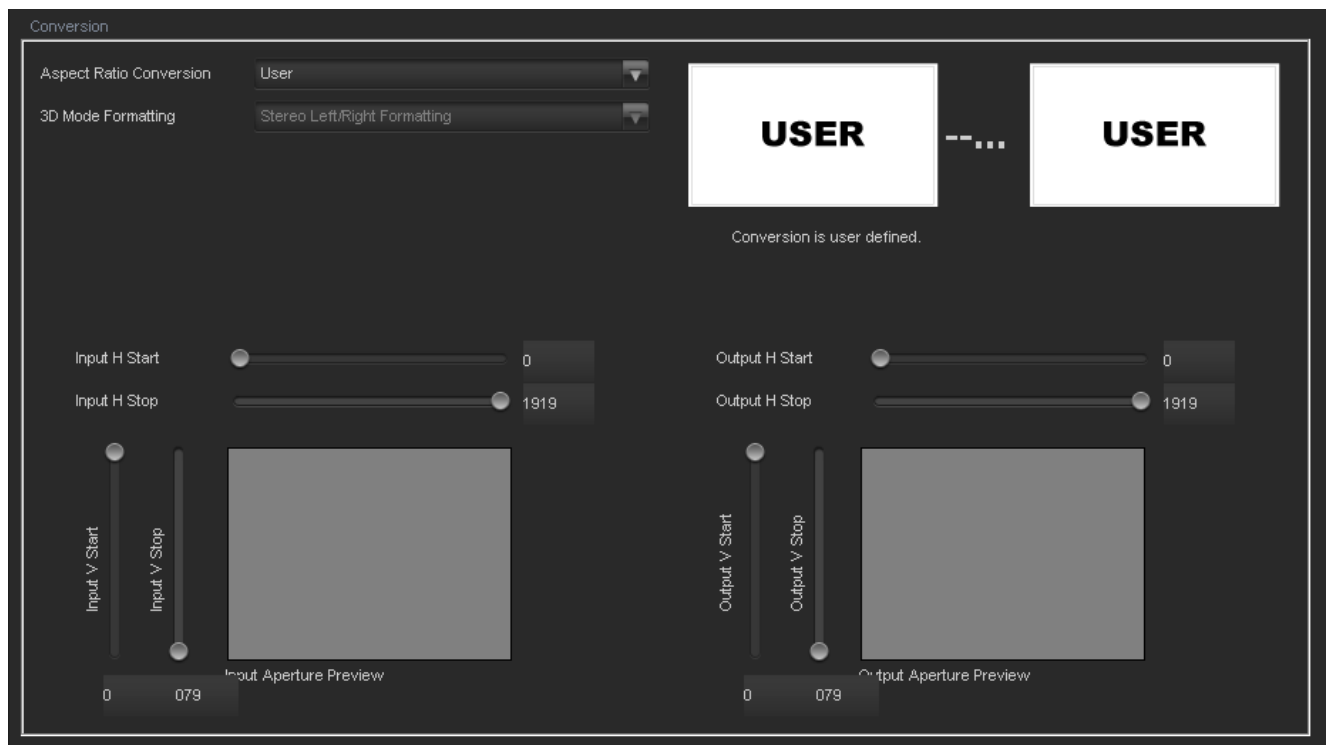 Conversion
Aspect Ratio Conversion User
3D Mode Formatting Stereo Left/Right Formatting
USER --... USER
Conversion is user defined.
Input H Start 0
Input H Stop 1919
Output H Start 0
Output H Stop 1919
Input V Start
Input V Stop
Input Aperture Preview
0 079
Output V Start
Output V Stop
Output Aperture Preview
0 079